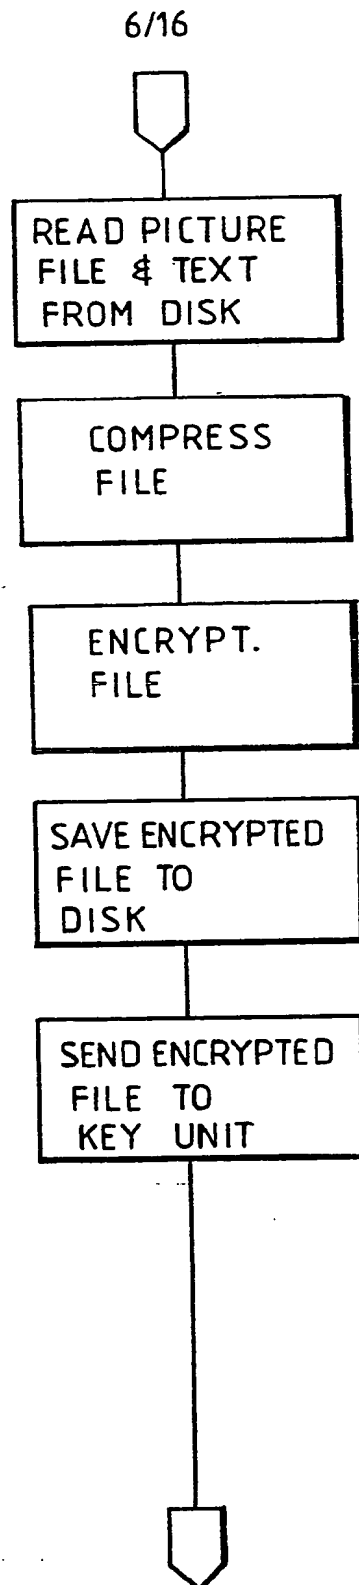 6/16
READ PICTURE
FILE & TEXT
FROM DISK
COMPRESS
FILE
ENCRYPT.
FILE
SAVE ENCRYPTED
FILE TO
DISK
SEND ENCRYPTED
FILE TO
KEY UNIT